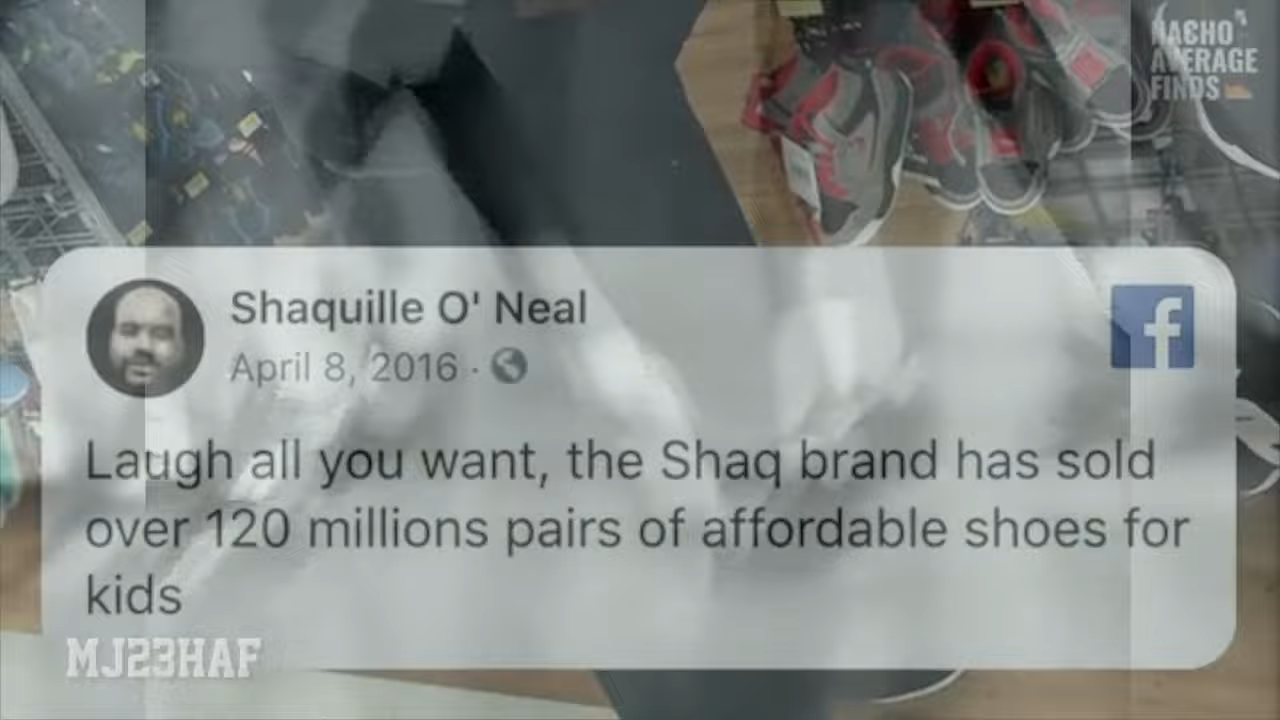 NACHO
AVERAGE
FINDS
Shaquille O' Neal
April 8, 2016 ·
f
Laugh all you want, the Shaq brand has sold
over 120 millions pairs of affordable shoes for
kids
MJ23HAF